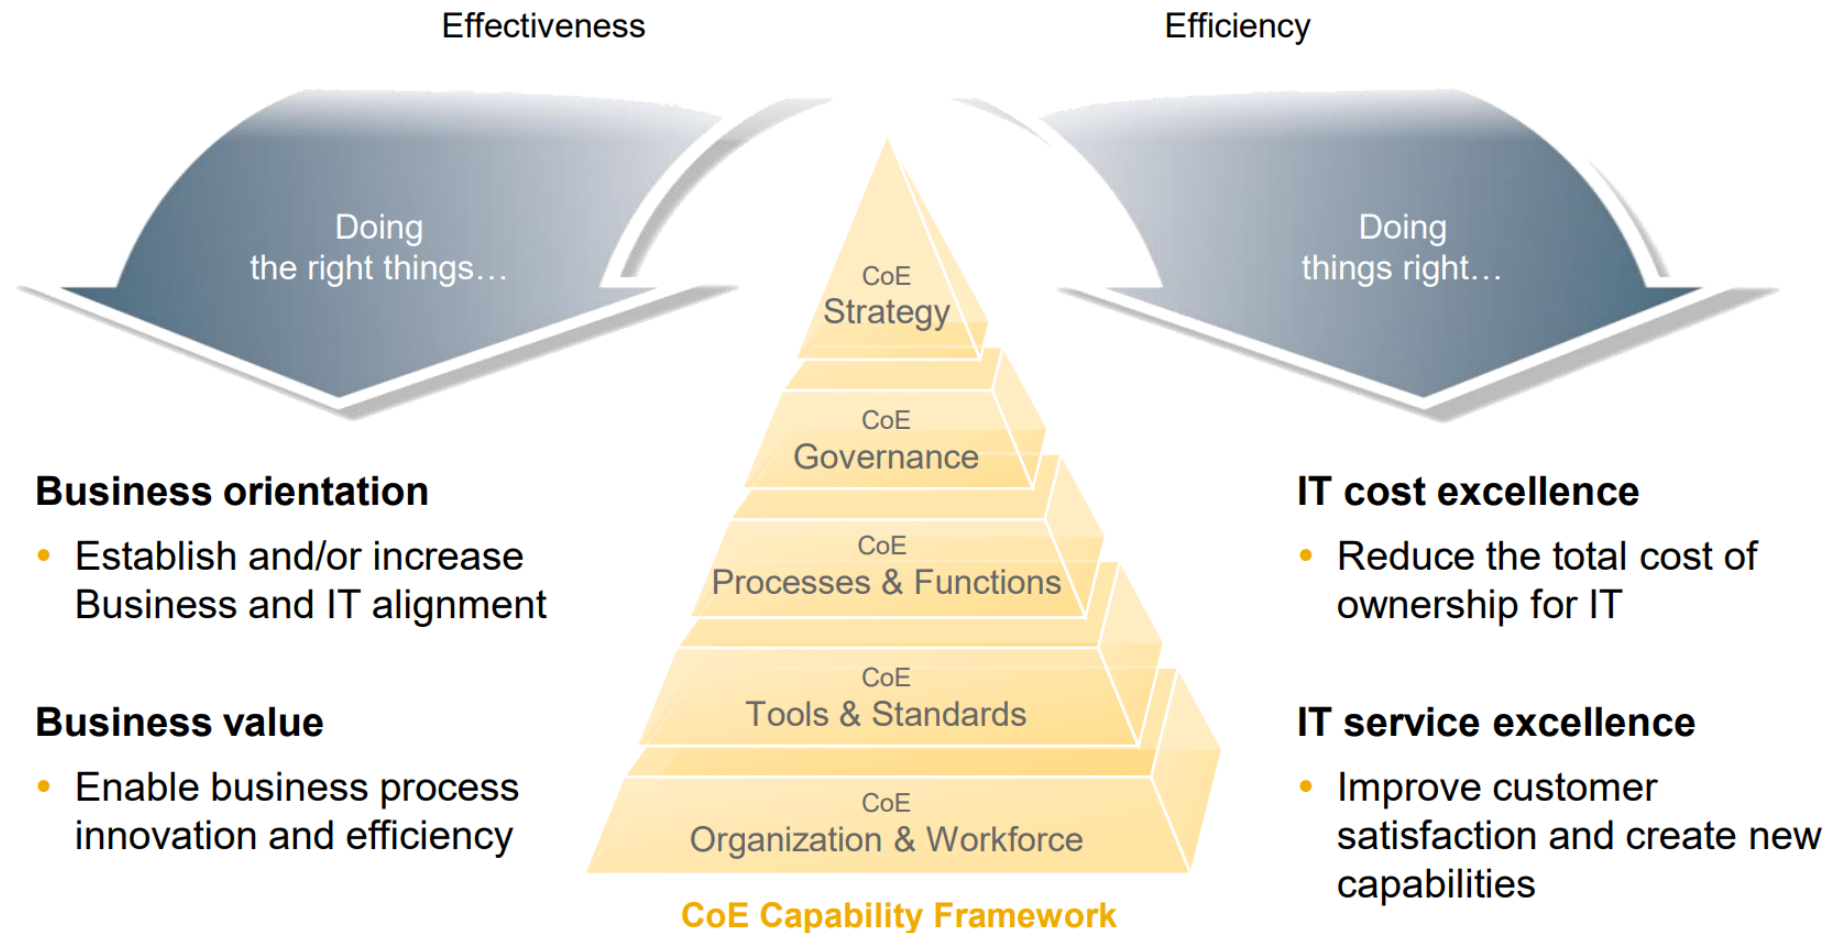 Effectiveness
Efficiency
Doing
the right things…
Doing
things right…
CoE
Strategy
CoE
Governance
CoE
Processes & Functions
CoE
Tools & Standards
CoE
Organization & Workforce
CoE Capability Framework
Business orientation
• Establish and/or increase
Business and IT alignment
Business value
• Enable business process
innovation and efficiency
IT cost excellence
• Reduce the total cost of
ownership for IT
IT service excellence
• Improve customer
satisfaction and create new
capabilities